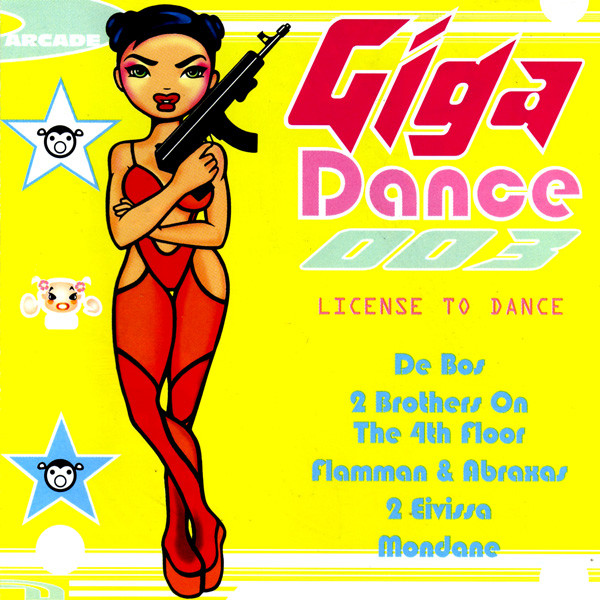 ARCADE
Giga
Dance
003
LICENSE TO DANCE
De Bos
2 Brothers On
The 4th Floor
Flamman & Abraxas
2 Eivissa
Mondane